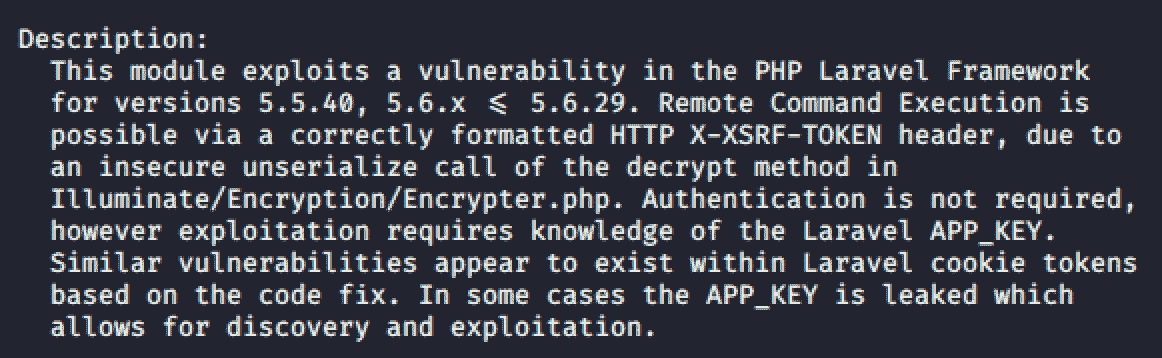 Description:
This module exploits a vulnerability in the PHP Laravel Framework
for versions 5.5.40, 5.6.x <= 5.6.29. Remote Command Execution is
possible via a correctly formatted HTTP X-XSRF-TOKEN header, due to
an insecure unserialize call of the decrypt method in
Illuminate/Encryption/Encrypter.php. Authentication is not required,
however exploitation requires knowledge of the Laravel APP_KEY.
Similar vulnerabilities appear to exist within Laravel cookie tokens
based on the code fix. In some cases the APP_KEY is leaked which
allows for discovery and exploitation.